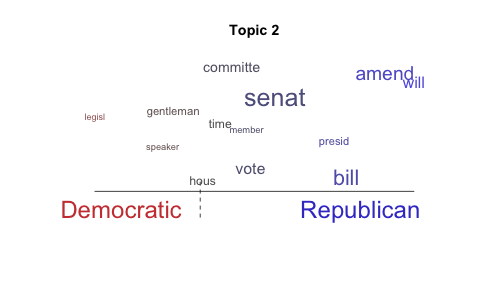 Topic 2
committe
amend
will
senat
gentleman
legisl
time
member
presid
speaker
vote
bill
hous
Democratic Republican